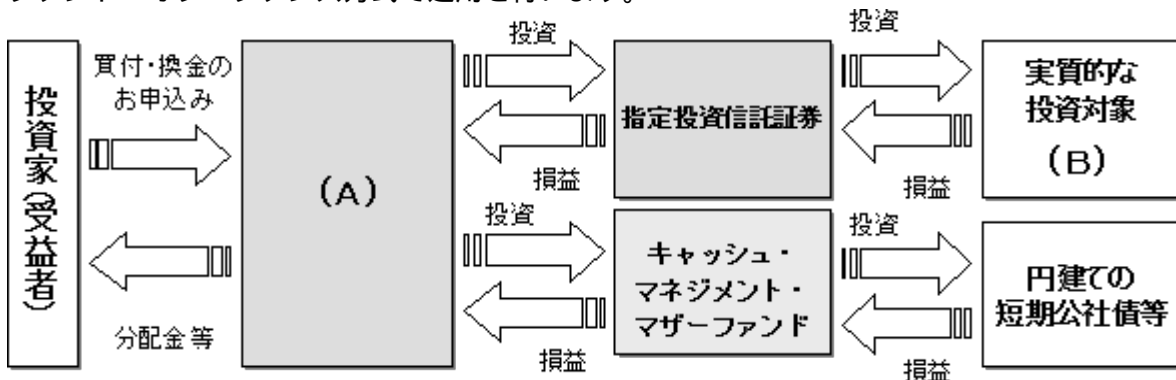 ファンド・オブ・ファンズ方式で運用を行います。
投資家(受益者)
買付・換金の
お申込み
分配金等
(A)
投資
損益
指定投資信託証券
投資
損益
実質的な
投資対象
(B)
投資
損益
キャッシュ・
マネジメント・
マザーファンド
投資
損益
円建ての
短期公社債等